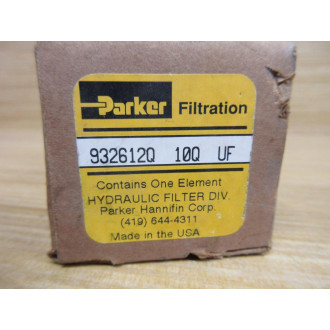 Parker Filtration
932612Q 10Q UF
Contains One Element
HYDRAULIC FILTER DIV.
Parker Hannifin Corp.
(419) 644-4311
Made in the USA